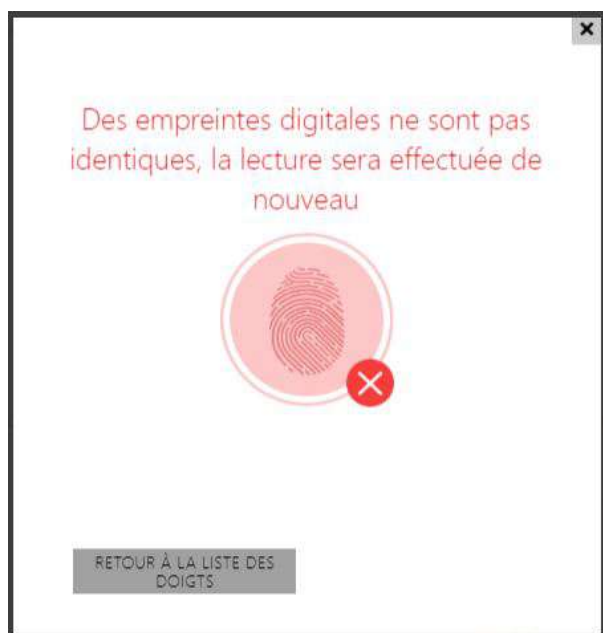 Des empreintes digitales ne sont pas
identiques, la lecture sera effectuée de
nouveau
RETOUR À LA LISTE DES
DOIGTS